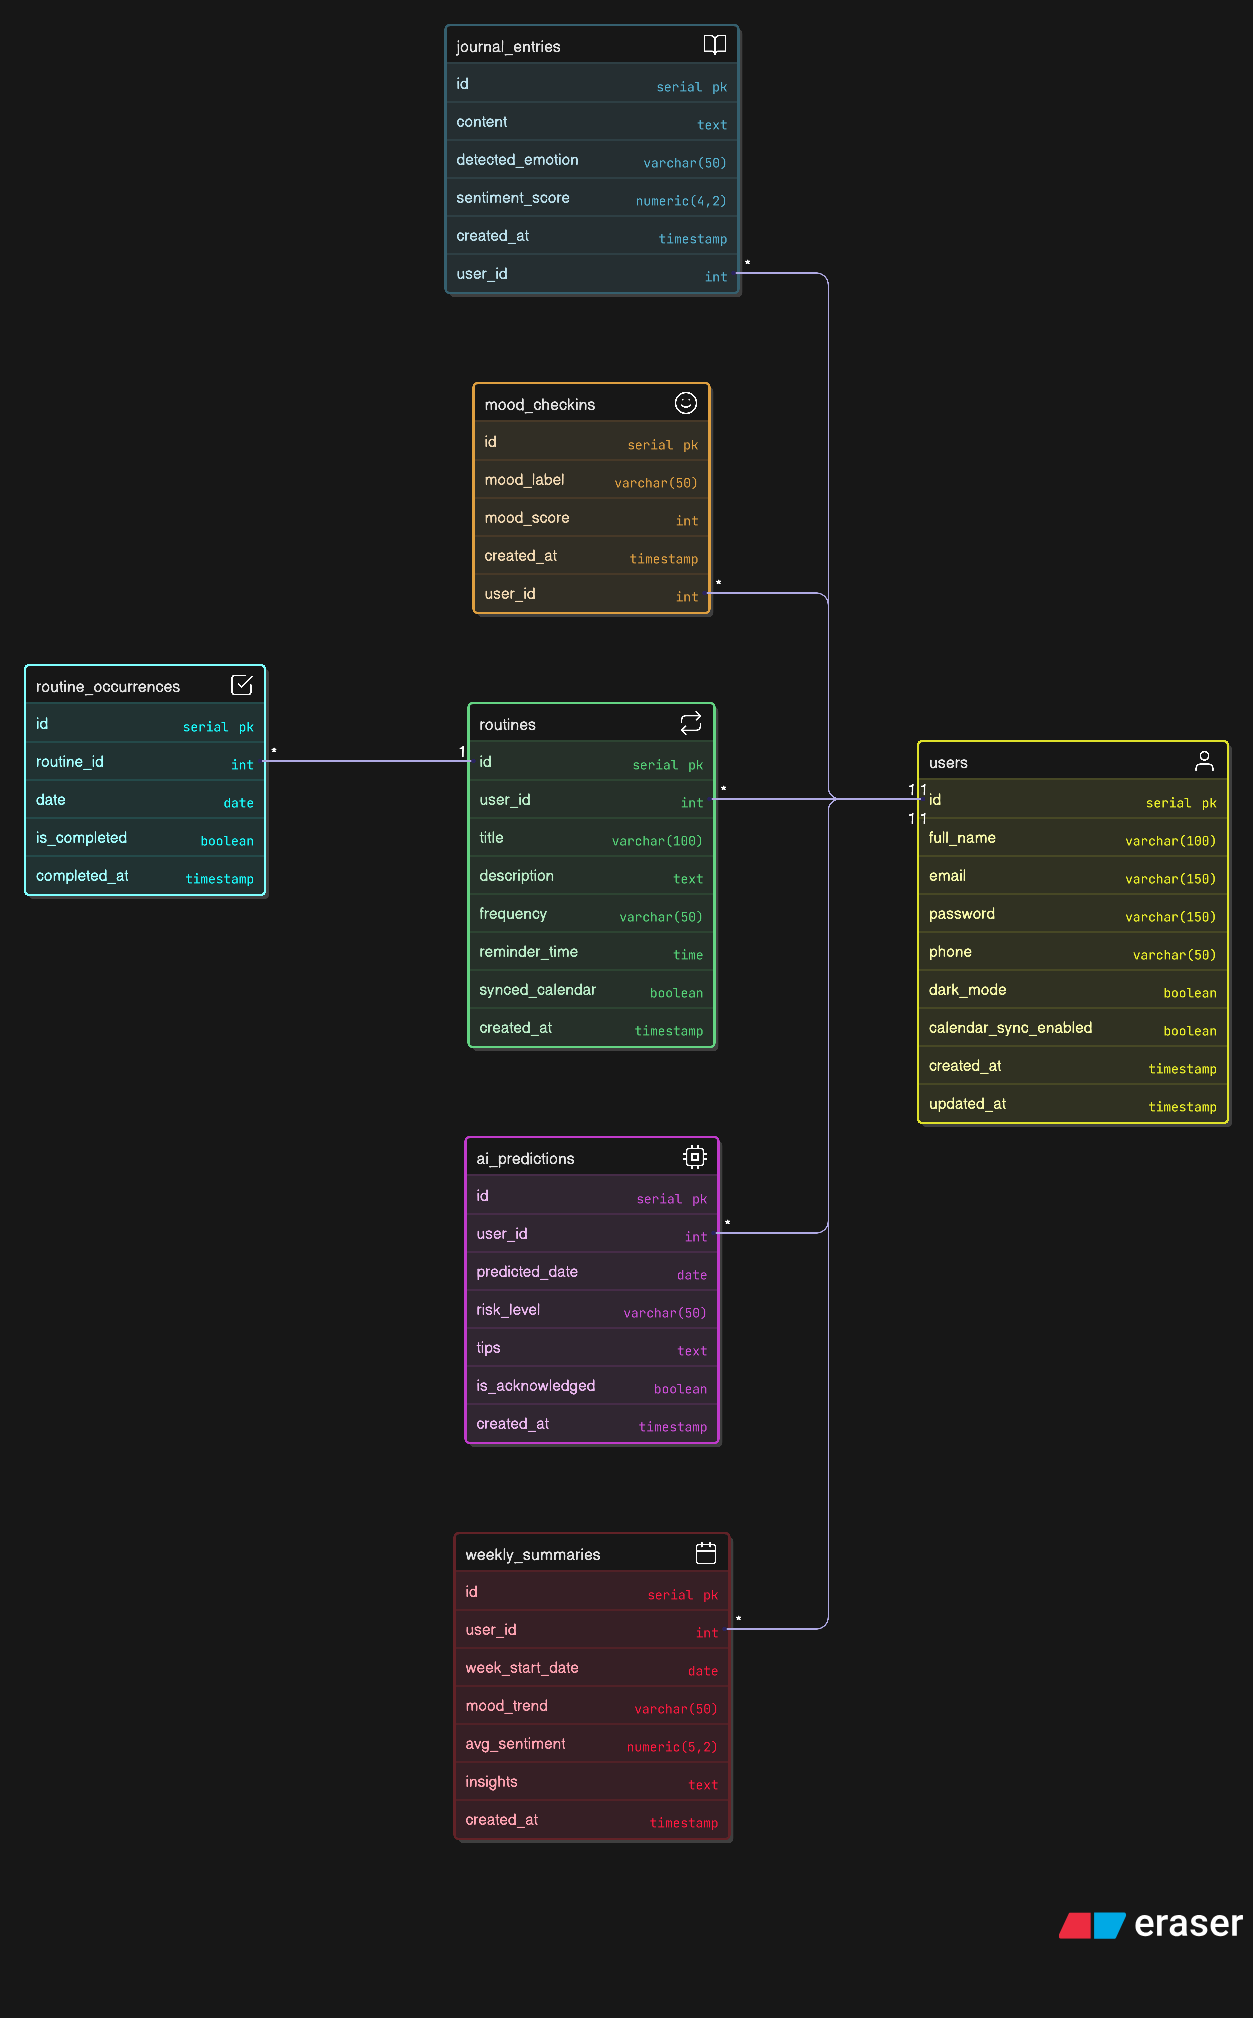 journal_entries
id serial pk
content text
detected_emotion varchar(50)
sentiment_score numeric(4,2)
created_at timestamp
user_id int
*
mood_checkins
id serial pk
mood_label varchar(50)
mood_score int
created_at timestamp
user_id int
*
routine_occurrences
id serial pk
routine_id int
date date
is_completed boolean
completed_at timestamp
*
1
routines
id serial pk
user_id int
title varchar(100)
description text
frequency varchar(50)
reminder_time time
synced_calendar boolean
created_at timestamp
*
1 1
1 1
users
id serial pk
full_name varchar(100)
email varchar(150)
password varchar(150)
phone varchar(50)
dark_mode boolean
calendar_sync_enabled boolean
created_at timestamp
updated_at timestamp
ai_predictions
id serial pk
user_id int
predicted_date date
risk_level varchar(50)
tips text
is_acknowledged boolean
created_at timestamp
*
weekly_summaries
id serial pk
user_id int
week_start_date date
mood_trend varchar(50)
avg_sentiment numeric(5,2)
insights text
created_at timestamp
*
eraser